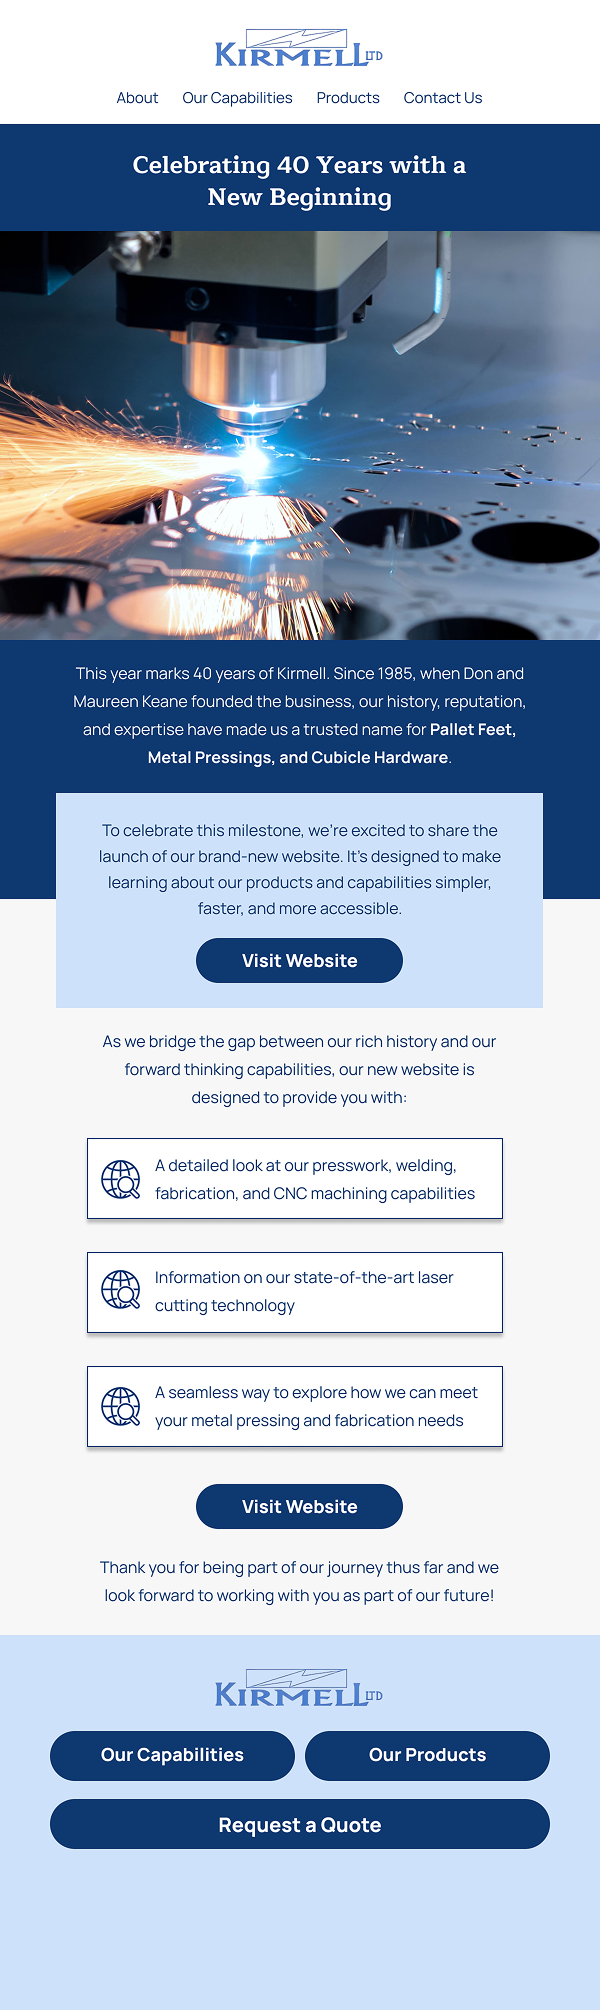 KIRMELL LTD
About Our Capabilities Products Contact Us
Celebrating 40 Years with a
New Beginning
This year marks 40 years of Kirmell. Since 1985, when Don and
Maureen Keane founded the business, our history, reputation,
and expertise have made us a trusted name for Pallet Feet,
Metal Pressings, and Cubicle Hardware.
To celebrate this milestone, we're excited to share the
launch of our brand-new website. It's designed to make
learning about our products and capabilities simpler,
faster, and more accessible.
Visit Website
As we bridge the gap between our rich history and our
forward thinking capabilities, our new website is
designed to provide you with:
A detailed look at our presswork, welding,
fabrication, and CNC machining capabilities
Information on our state-of-the-art laser
cutting technology
A seamless way to explore how we can meet
your metal pressing and fabrication needs
Visit Website
Thank you for being part of our journey thus far and we
look forward to working with you as part of our future!
KIRMELL LTD
Our Capabilities Our Products
Request a Quote